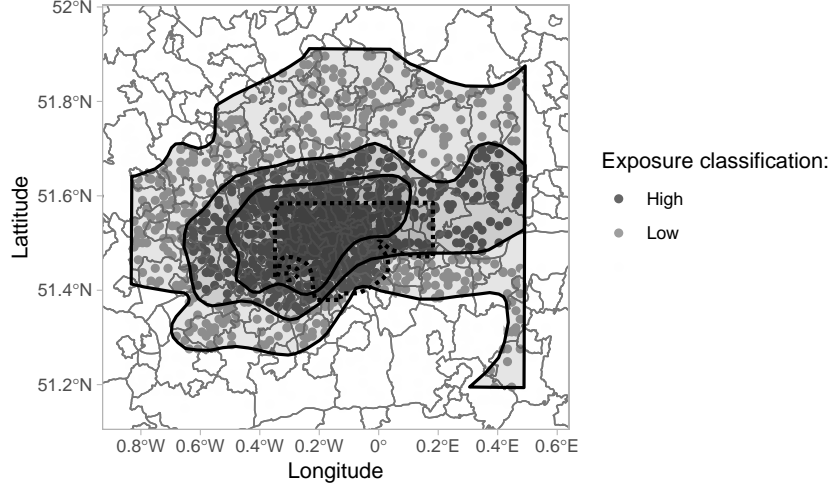 52°N
51.8°N
51.6°N
51.4°N
51.2°N
Lattitude
0.8°W 0.6°W 0.4°W 0.2°W 0° 0.2°E 0.4°E 0.6°E
Longitude
Exposure classification:
High
Low